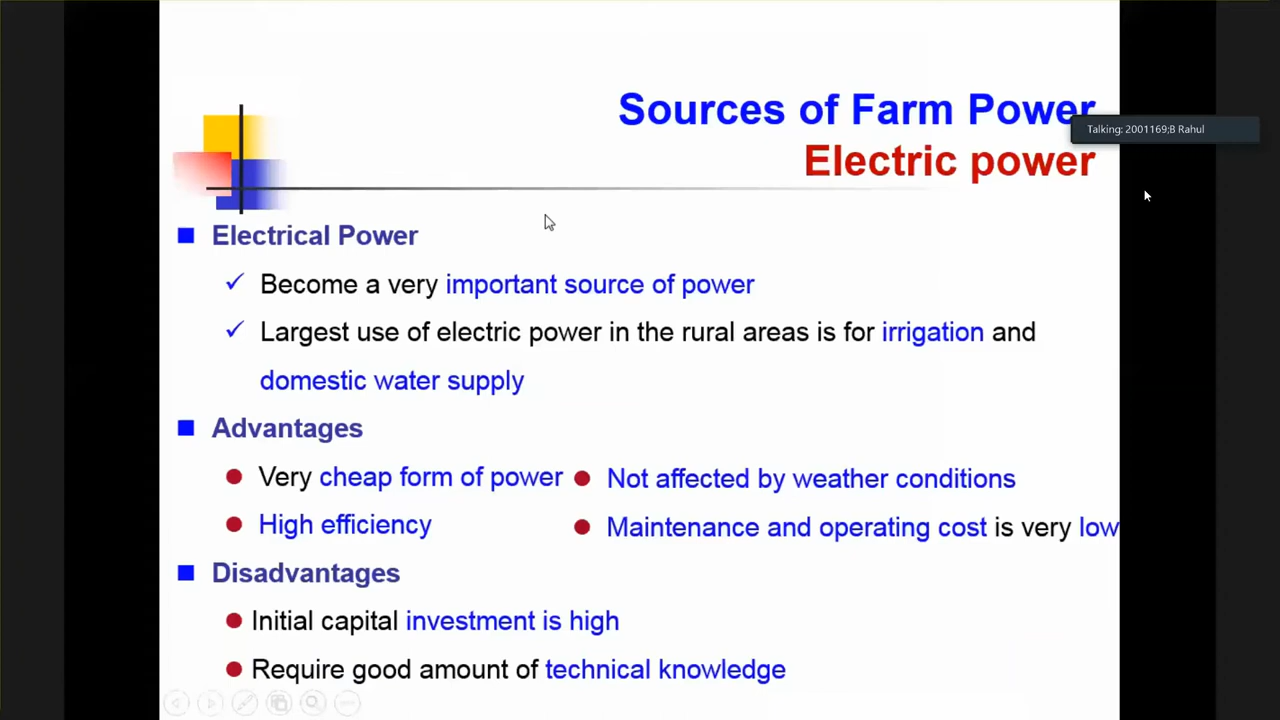 Sources of Farm Power
Talking: 2001169;B Rahul
Electric power
Electrical Power
Become a very important source of power
Largest use of electric power in the rural areas is for irrigation and
domestic water supply
Advantages
Very cheap form of power
Not affected by weather conditions
High efficiency
Maintenance and operating cost is very low
Disadvantages
Initial capital investment is high
Require good amount of technical knowledge